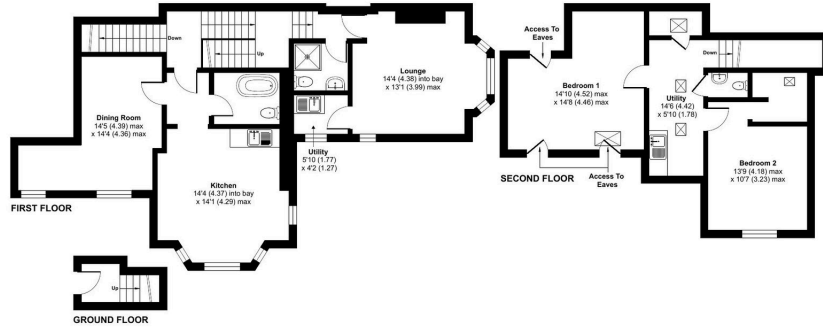 Down
Up
Dining Room
14'5 (4.39) max
x 14'4 (4.36) max
Lounge
14'4 (4.38) into bay
x 13'1 (3.99) max
Utility
5'10 (1.77)
x 4'2 (1.27)
Kitchen
14'4 (4.37) into bay
x 14'1 (4.29) max
FIRST FLOOR
Up
GROUND FLOOR
Access To
Eaves
Down
Bedroom 1
14'10 (4.52) max
x 14'8 (4.46) max
Utility
14'6 (4.42)
x 5'10 (1.78)
Bedroom 2
13'9 (4.18) max
x 10'7 (3.23) max
SECOND FLOOR
Access To
Eaves